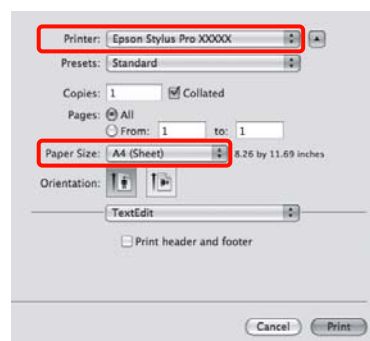 Printer: Epson Stylus Pro XXXXX
Presets: Standard
Copies: 1 Collated
Pages: All
From: 1 to: 1
Paper Size: A4 (Sheet) 8.26 by 11.69 inches
Orientation:
TextEdit
Print header and footer
Cancel Print